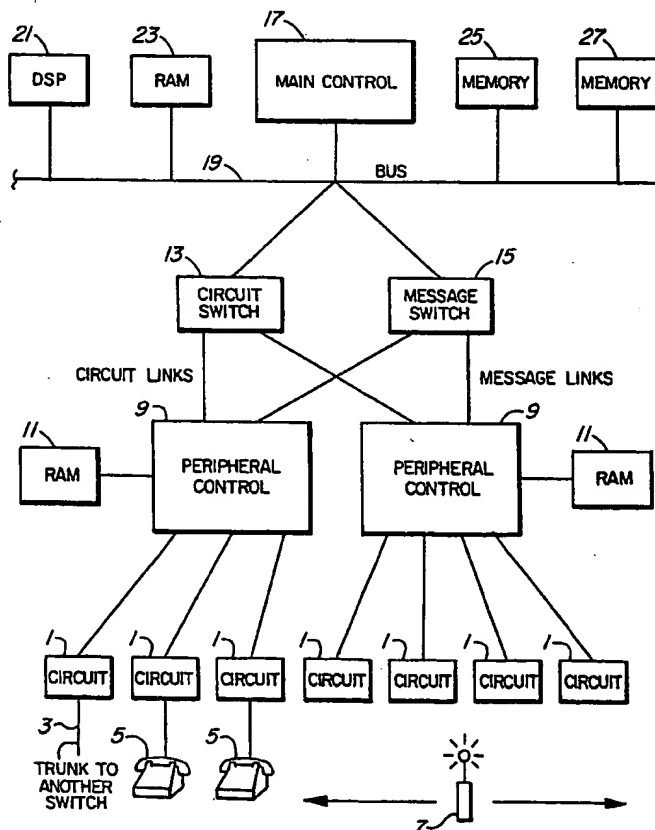 21 23 17 25 27
DSP RAM MAIN CONTROL MEMORY MEMORY
19 BUS
13 15
CIRCUIT SWITCH MESSAGE SWITCH
CIRCUIT LINKS MESSAGE LINKS
9 9
11 11
RAM PERIPHERAL CONTROL PERIPHERAL CONTROL RAM
1 1 1 1 1 1 1
CIRCUIT CIRCUIT CIRCUIT CIRCUIT CIRCUIT CIRCUIT CIRCUIT
3 5 5
TRUNK TO
ANOTHER
SWITCH
7